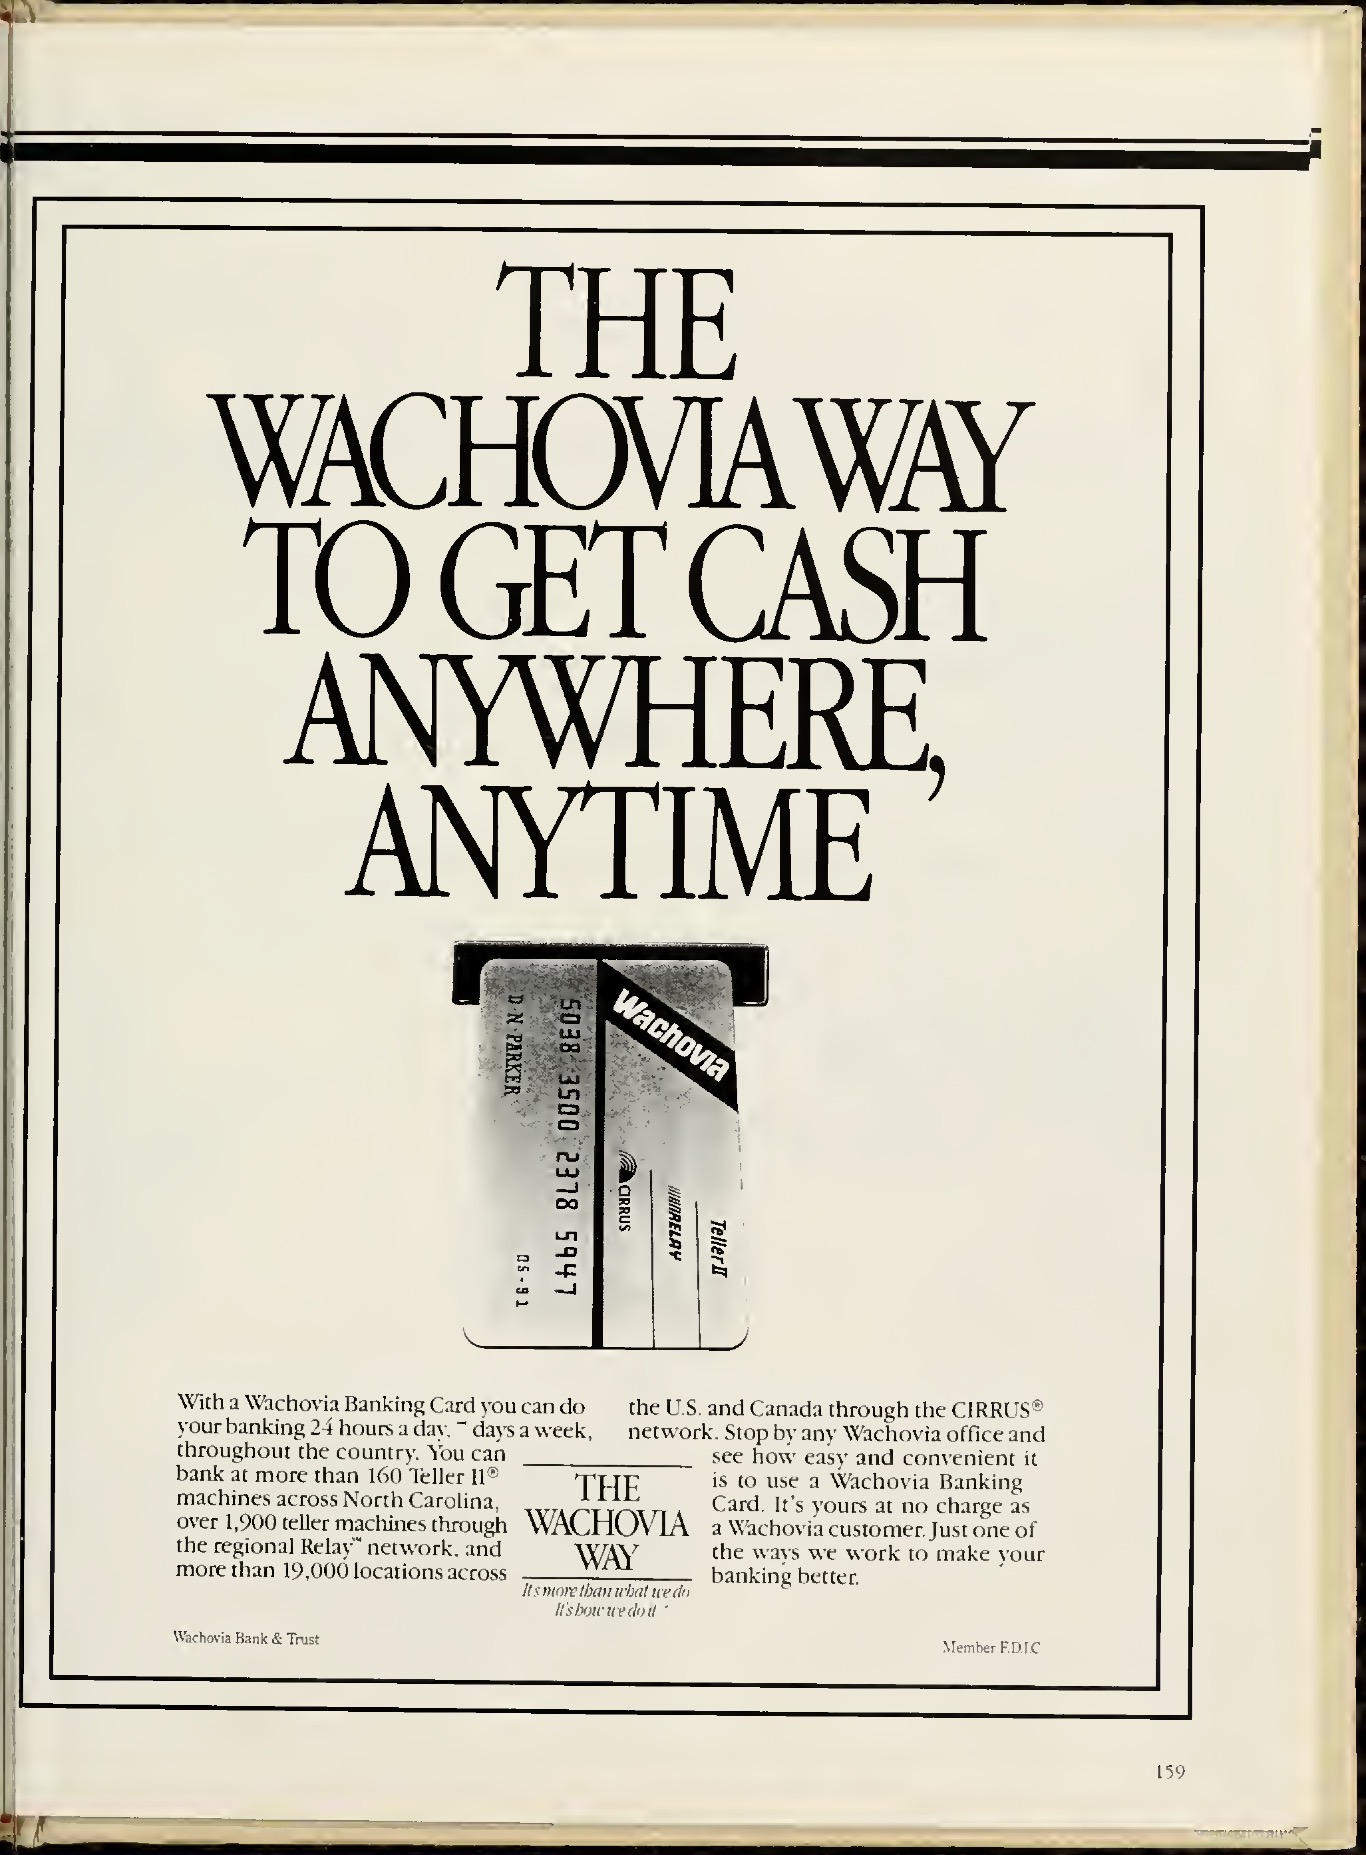 THE
WACHOVIA WAY
TO GET CASH
ANYWHERE,
ANYTIME
Wachovia
Teller II
RELAY
CIRRUS
5038 3500 2378 5947
D·N·PARKER
05-91
With a Wachovia Banking Card you can do
your banking 24 hours a day, days a week,
throughout the country. You can
bank at more than 160 Teller II®
machines across North Carolina,
over 1,900 teller machines through
the regional Relay℠ network, and
more than 19,000 locations across
the U.S. and Canada through the CIRRUS®
network. Stop by any Wachovia office and
see how easy and convenient it
is to use a Wachovia Banking
Card. It's yours at no charge as
a Wachovia customer. Just one of
the ways we work to make your
banking better.
THE
WACHOVIA
WAY
It's more than what we do
It's how we do it
Wachovia Bank & Trust
Member F.D.I.C
159